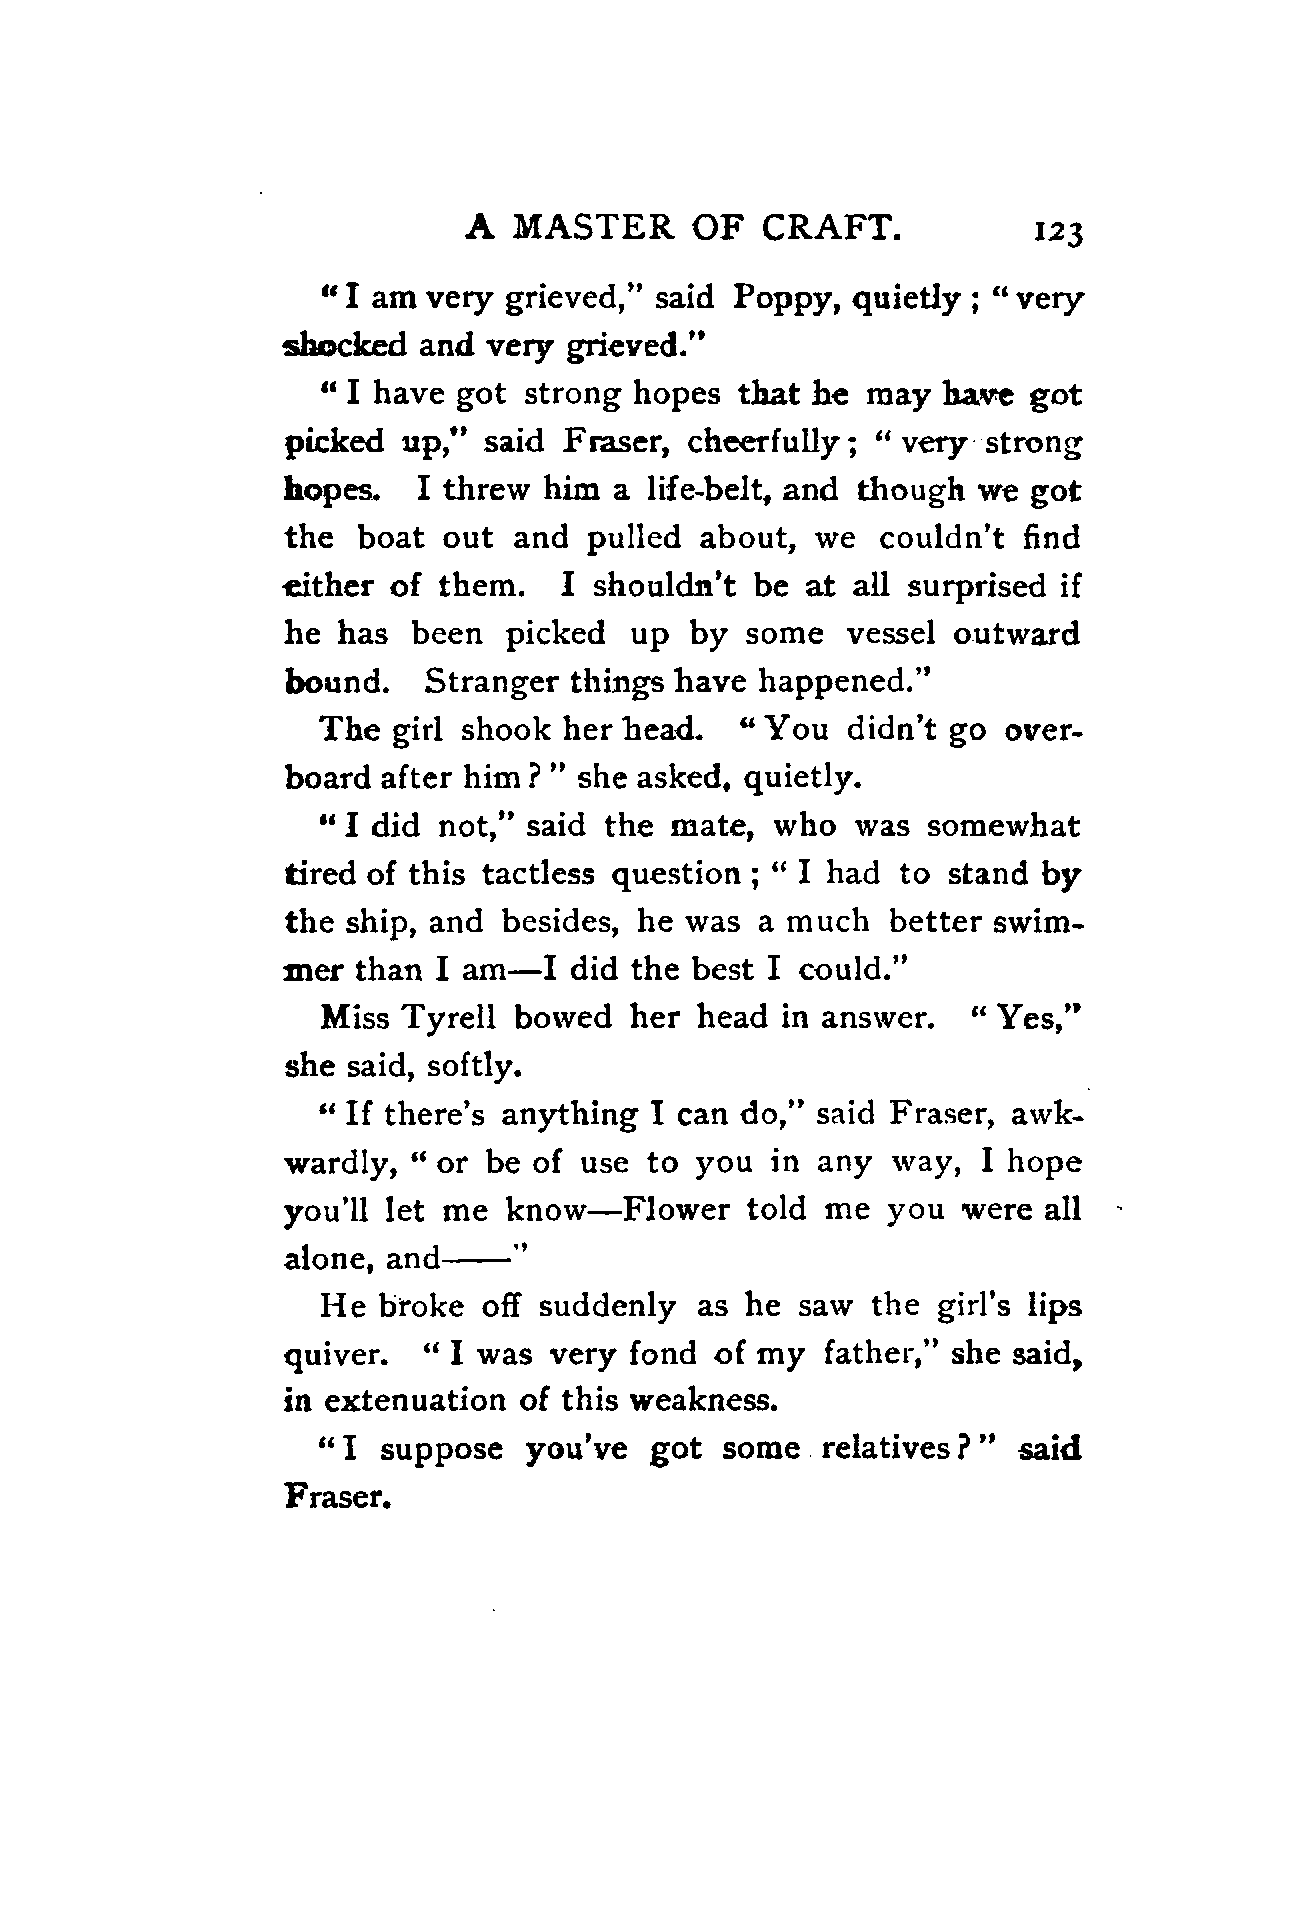 A MASTER OF CRAFT. 123
" I am very grieved," said Poppy, quietly ; " very
shocked and very grieved."
" I have got strong hopes that he may have got
picked up," said Fraser, cheerfully ; " very strong
hopes. I threw him a life-belt, and though we got
the boat out and pulled about, we couldn't find
either of them. I shouldn't be at all surprised if
he has been picked up by some vessel outward
bound. Stranger things have happened."
The girl shook her head. " You didn't go over-
board after him ? " she asked, quietly.
" I did not," said the mate, who was somewhat
tired of this tactless question ; " I had to stand by
the ship, and besides, he was a much better swim-
mer than I am—I did the best I could."
Miss Tyrell bowed her head in answer. " Yes,"
she said, softly.
" If there's anything I can do," said Fraser, awk-
wardly, " or be of use to you in any way, I hope
you'll let me know—Flower told me you were all
alone, and——"
He broke off suddenly as he saw the girl's lips
quiver. " I was very fond of my father," she said,
in extenuation of this weakness.
" I suppose you've got some relatives ? " said
Fraser.